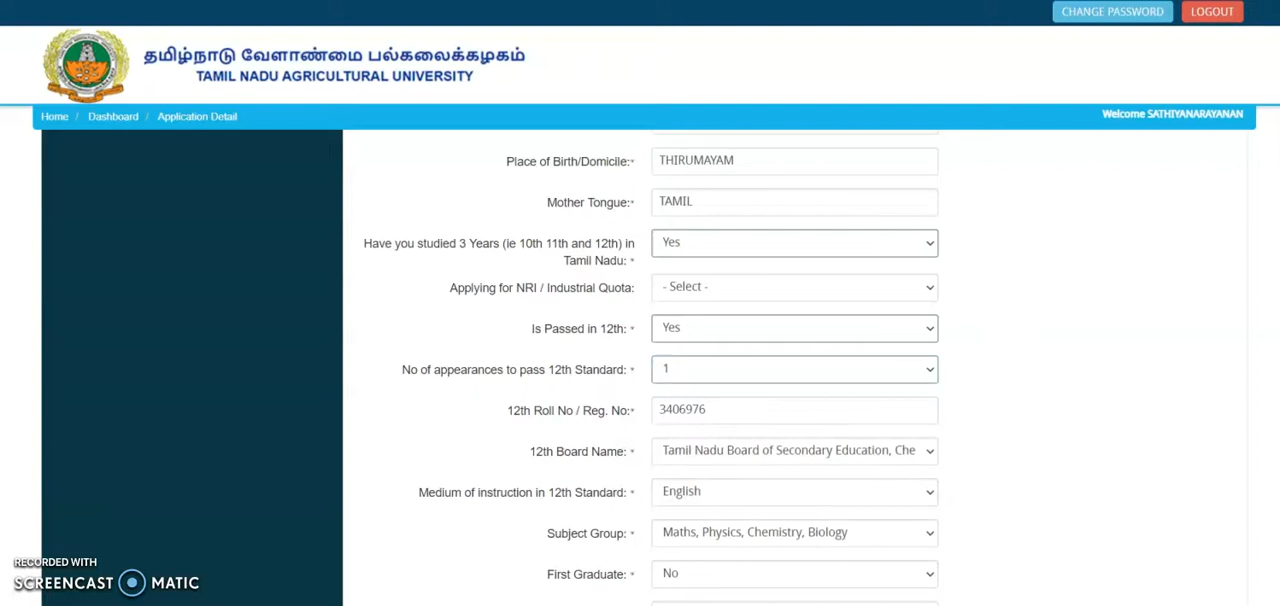 CHANGE PASSWORD LOGOUT
தமிழ்நாடு வேளாண்மை பல்கலைக்கழகம்
TAMIL NADU AGRICULTURAL UNIVERSITY
Home / Dashboard / Application Detail Welcome SATHIYANARAYANAN
Place of Birth/Domicile:* THIRUMAYAM
Mother Tongue:* TAMIL
Have you studied 3 Years (ie 10th 11th and 12th) in Yes
Tamil Nadu: *
Applying for NRI / Industrial Quota: - Select -
Is Passed in 12th: * Yes
No of appearances to pass 12th Standard: * 1
12th Roll No / Reg. No:* 3406976
12th Board Name: * Tamil Nadu Board of Secondary Education, Che
Medium of instruction in 12th Standard: * English
Subject Group: * Maths, Physics, Chemistry, Biology
First Graduate: * No
RECORDED WITH
SCREENCAST MATIC